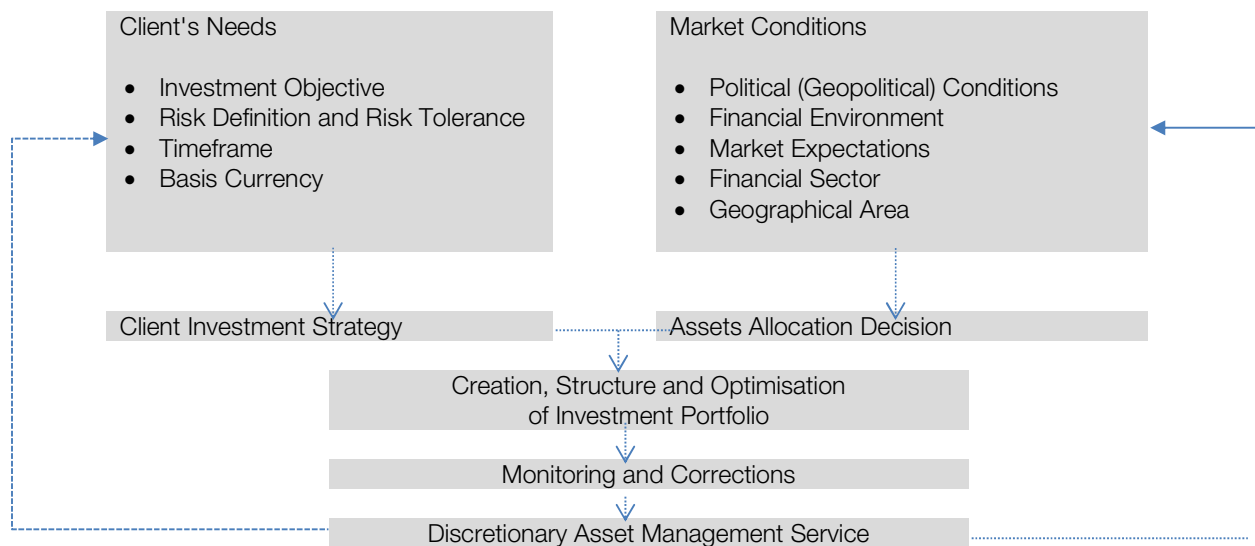 Client's Needs
• Investment Objective
• Risk Definition and Risk Tolerance
• Timeframe
• Basis Currency
Market Conditions
• Political (Geopolitical) Conditions
• Financial Environment
• Market Expectations
• Financial Sector
• Geographical Area
Client Investment Strategy
Assets Allocation Decision
Creation, Structure and Optimisation
of Investment Portfolio
Monitoring and Corrections
Discretionary Asset Management Service